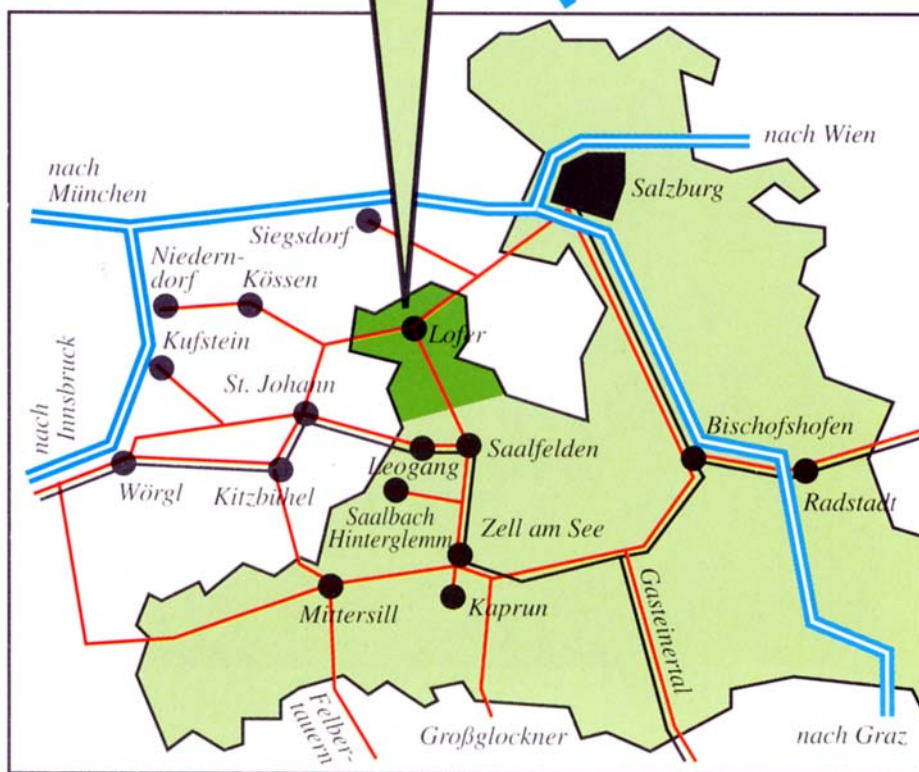 nach Wien
nach
München
Salzburg
Siegsdorf
Niedern-
dorf
Kössen
Kufstein
Lofer
St. Johann
nach
Innsbruck
Bischofshofen
Leogang
Saalfelden
Wörgl
Kitzbühel
Radstadt
Saalbach
Hinterglemm
Zell am See
Mittersill
Kaprun
Gasteinertal
Felber-
tauern
Großglockner
nach Graz